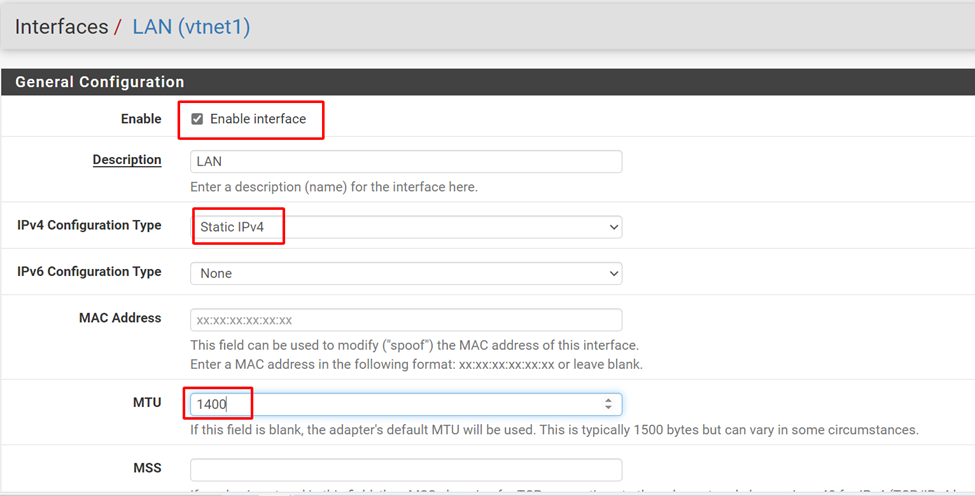 Interfaces / LAN (vtnet1)
General Configuration
Enable
Enable interface
Description
LAN
Enter a description (name) for the interface here.
IPv4 Configuration Type
Static IPv4
IPv6 Configuration Type
None
MAC Address
xx:xx:xx:xx:xx:xx
This field can be used to modify ("spoof") the MAC address of this interface.
Enter a MAC address in the following format: xx:xx:xx:xx:xx:xx or leave blank.
MTU
1400
If this field is blank, the adapter's default MTU will be used. This is typically 1500 bytes but can vary in some circumstances.
MSS